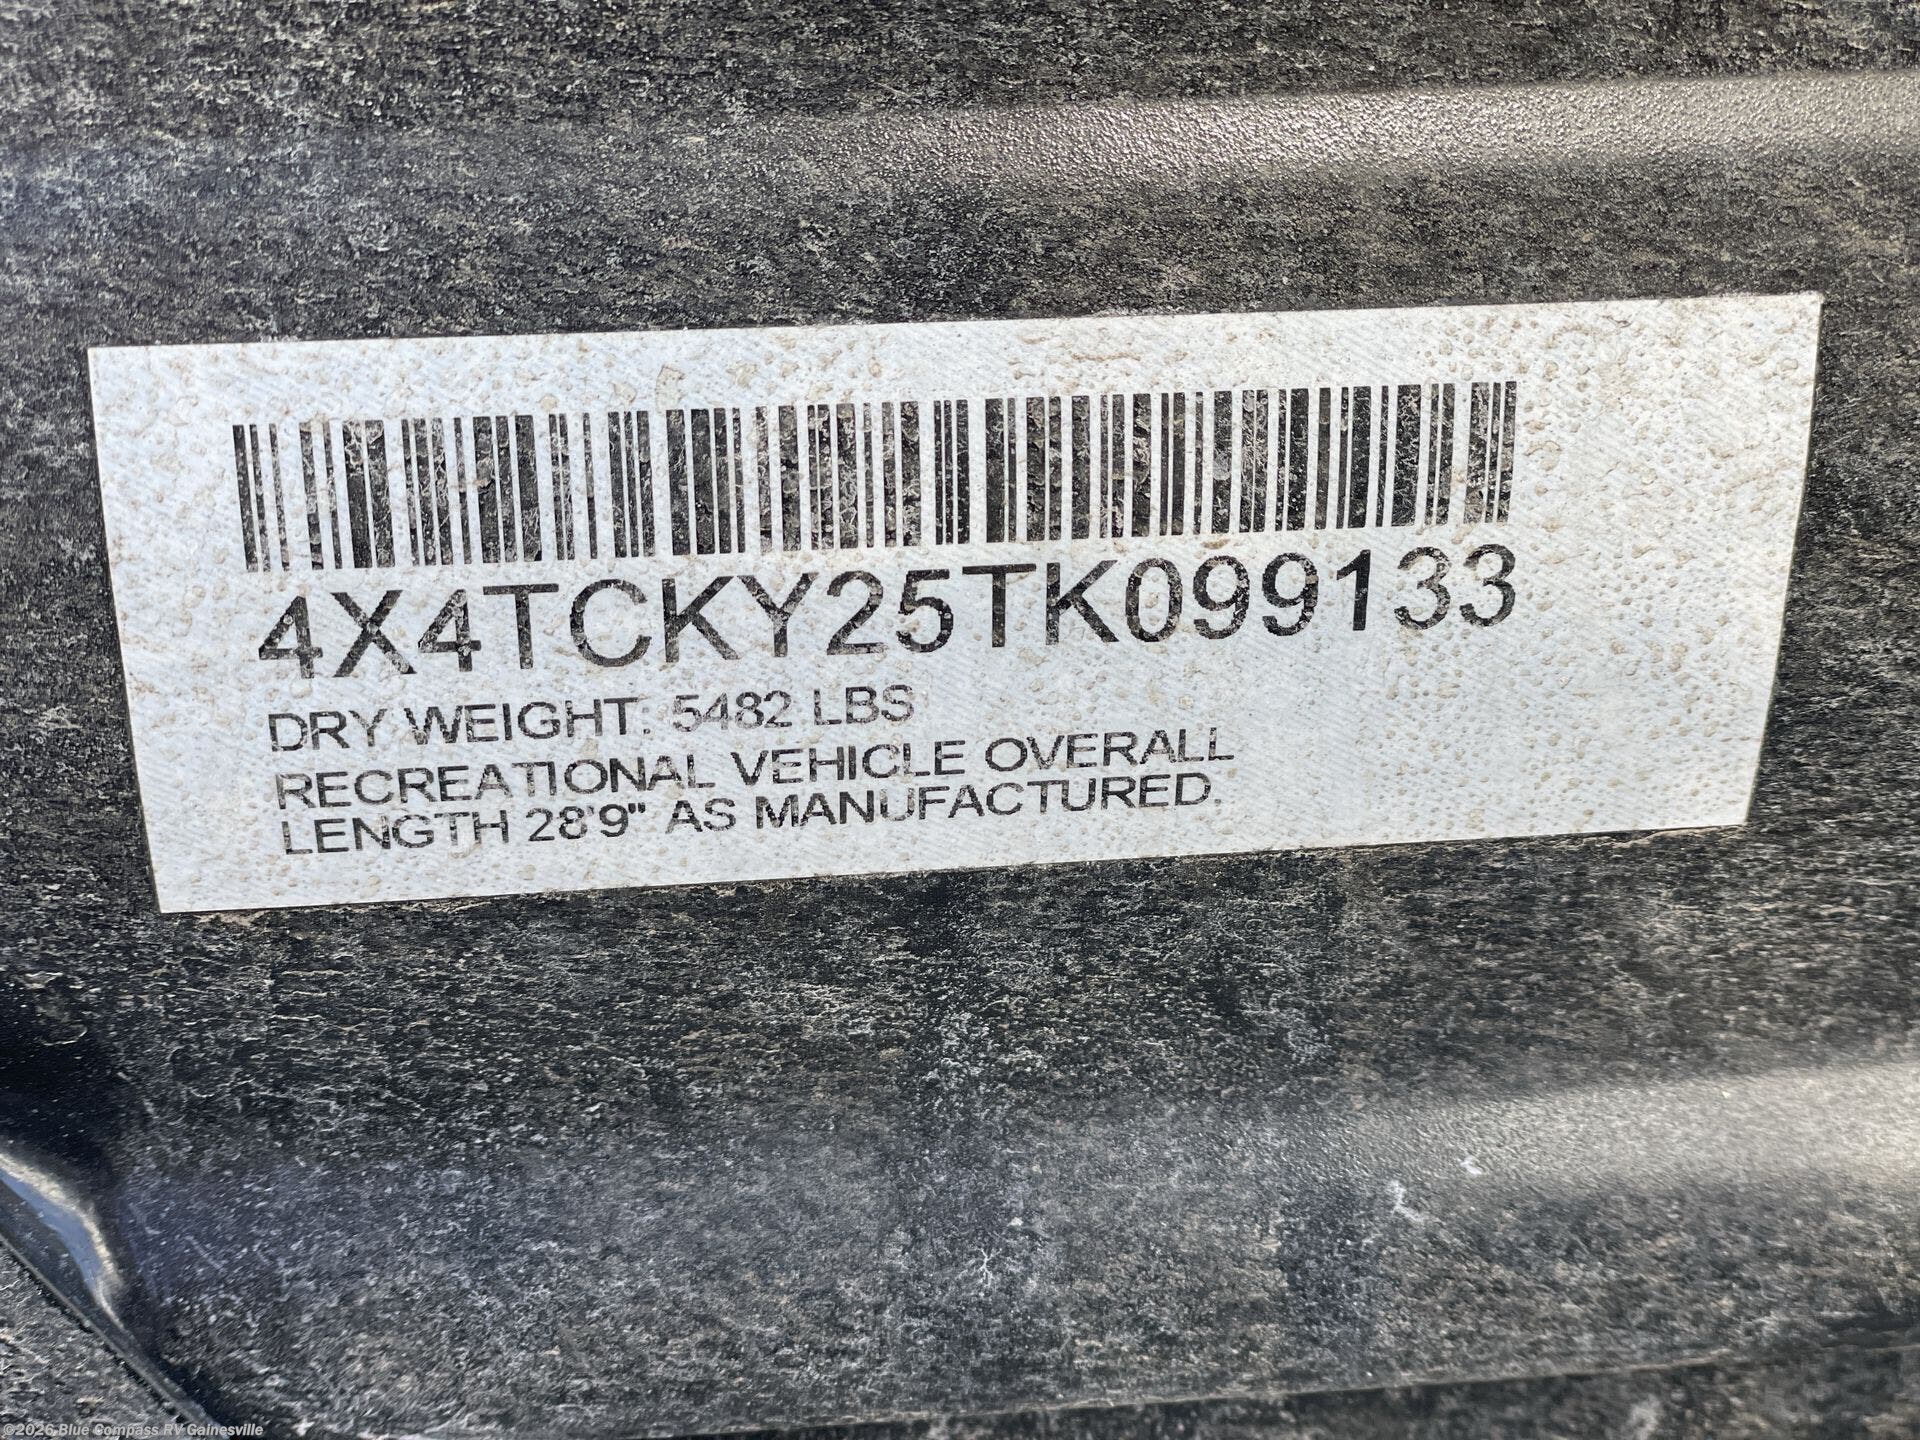 4X4TCKY25TK099133
DRY WEIGHT: 5482 LBS
RECREATIONAL VEHICLE OVERALL
LENGTH 28'9" AS MANUFACTURED.
©2026 Blue Compass RV Gainesville